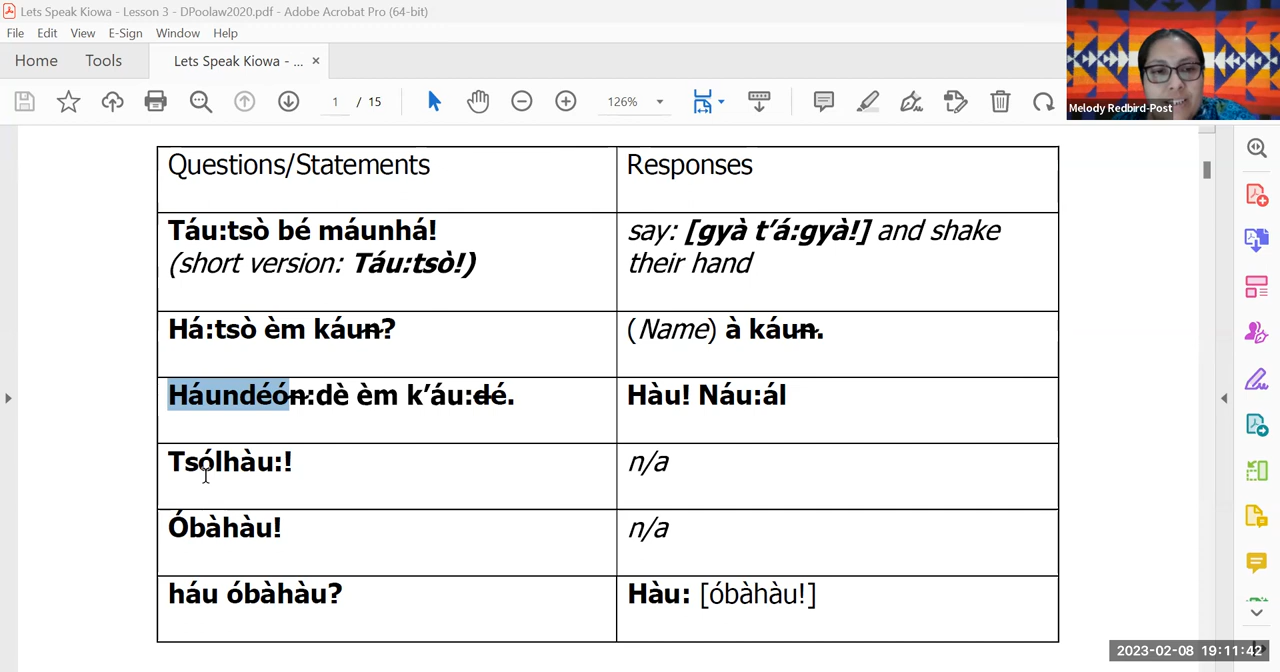 Lets Speak Kiowa - Lesson 3 - DPoolaw2020.pdf - Adobe Acrobat Pro (64-bit)
File Edit View E-Sign Window Help
Home Tools Lets Speak Kiowa - ... ×
1 / 15 126%
Melody Redbird-Post
Questions/Statements Responses
Táu:tsò bé máunhá! say: [gyà t’á:gyà!] and shake
(short version: Táu:tsò!) their hand
Há:tsò èm káun? (Name) à káun.
Háundéón:dè èm k’áu:dé. Hàu! Náu:ál
Tsólhàu:! n/a
Óbàhàu! n/a
háu óbàhàu? Hàu: [óbàhàu!]
2023-02-08 19:11:42